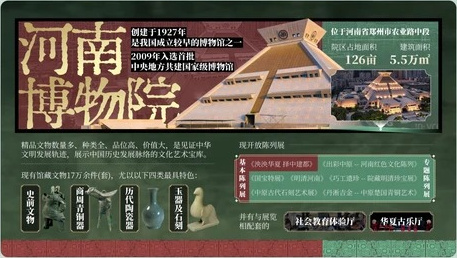 河南
博物院
创建于1927年
是我国成立较早的博物馆之一
2009年入选首批
中央地方共建国家级博物馆
位于河南省郑州市农业路中段
院区占地面积
126亩
建筑面积
5.5万㎡
精品文物数量多、种类全、品位高、价值大，是见证中华
文明发展轨迹，展示中国历史发展脉络的文化艺术宝库。
现有馆藏文物17万余件(套)，尤以以下四类最具特色：
史前文物
商周青铜器
历代陶瓷器
玉器及石刻
现开放陈列展
基本陈列展
《泱泱华夏 择中建都》
《国宝特展》《明清河南》
《中原古代石刻艺术展》
《出彩中原 – 河南红色文化陈列》
《巧工遗珍 – 院藏明清珍宝展》
《丹淅吉金 – 中原楚国青铜艺术》
专题陈列展
并有与展览
相配套的
社会教育体验厅
华夏古乐厅